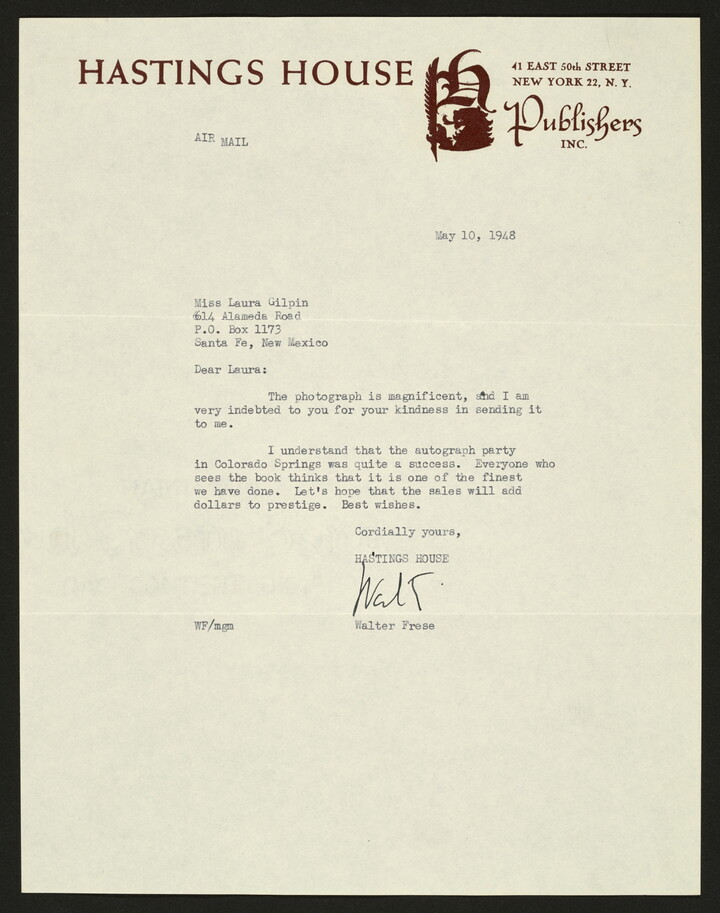 HASTINGS HOUSE
41 EAST 50th STREET
NEW YORK 22, N. Y.
Publishers
INC.
AIR MAIL
May 10, 1948
Miss Laura Gilpin
614 Alameda Road
P.O. Box 1173
Santa Fe, New Mexico
Dear Laura:
The photograph is magnificent, and I am
very indebted to you for your kindness in sending it
to me.
I understand that the autograph party
in Colorado Springs was quite a success. Everyone who
sees the book thinks that it is one of the finest
we have done. Let's hope that the sales will add
dollars to prestige. Best wishes.
Cordially yours,
HASTINGS HOUSE
Walt.
WF/mgm
Walter Frese